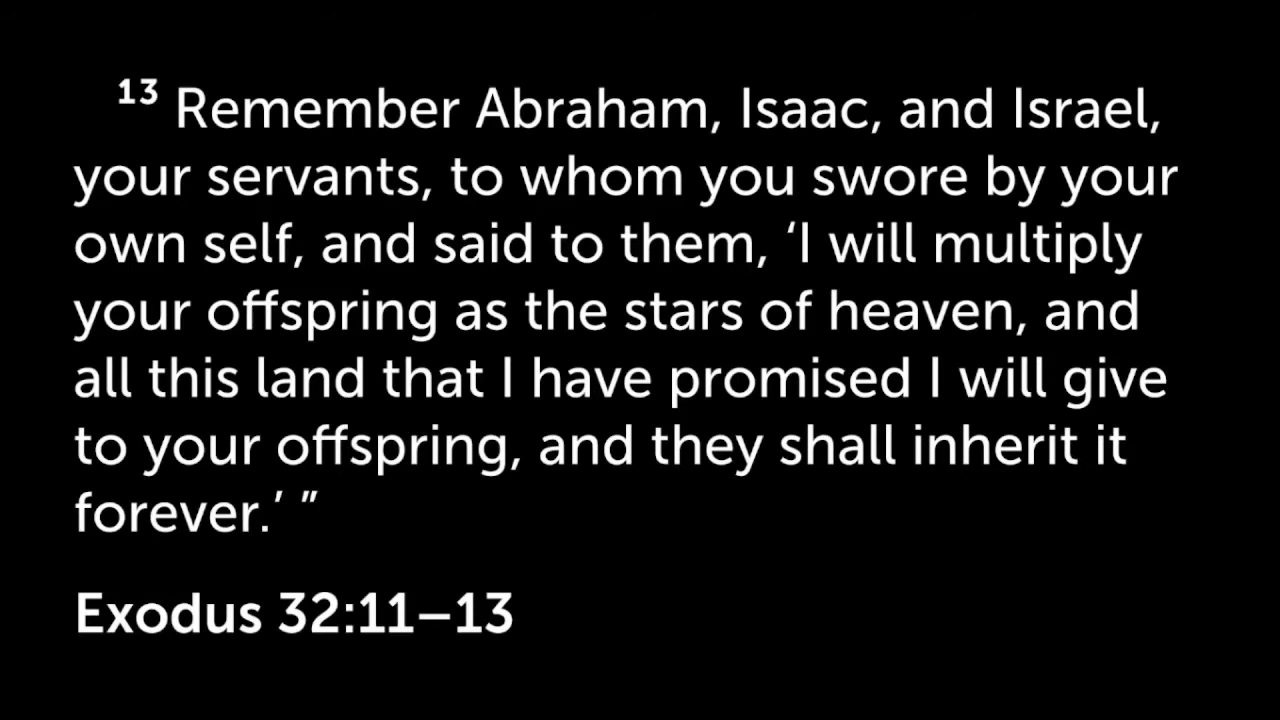 13 Remember Abraham, Isaac, and Israel,
your servants, to whom you swore by your
own self, and said to them, ‘I will multiply
your offspring as the stars of heaven, and
all this land that I have promised I will give
to your offspring, and they shall inherit it
forever.’ ”
Exodus 32:11–13